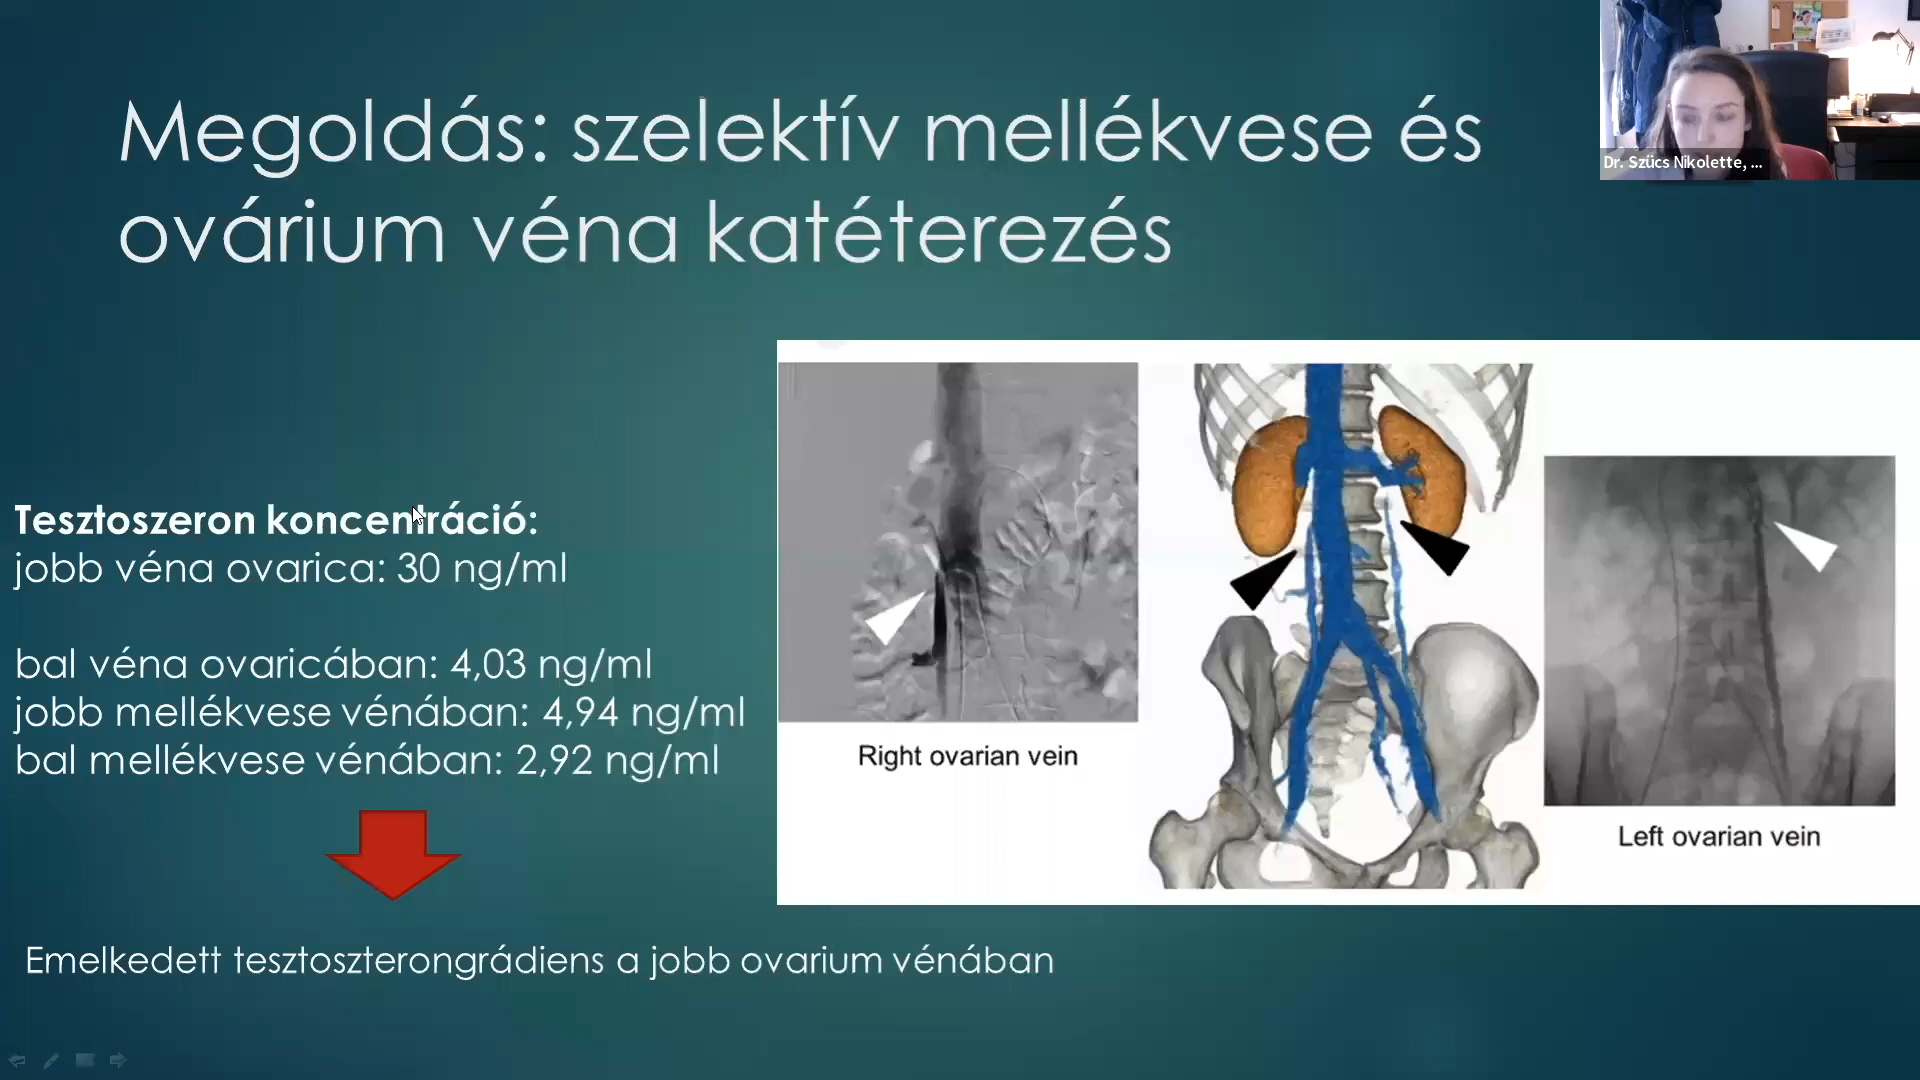 Megoldás: szelektív mellékvese és
ovárium véna katéterezés
Dr. Szücs Nikolette, ...
Tesztoszeron koncentráció:
jobb véna ovarica: 30 ng/ml
bal véna ovaricában: 4,03 ng/ml
jobb mellékvese vénában: 4,94 ng/ml
bal mellékvese vénában: 2,92 ng/ml
Right ovarian vein
Left ovarian vein
Emelkedett tesztoszterongrádiens a jobb ovarium vénában